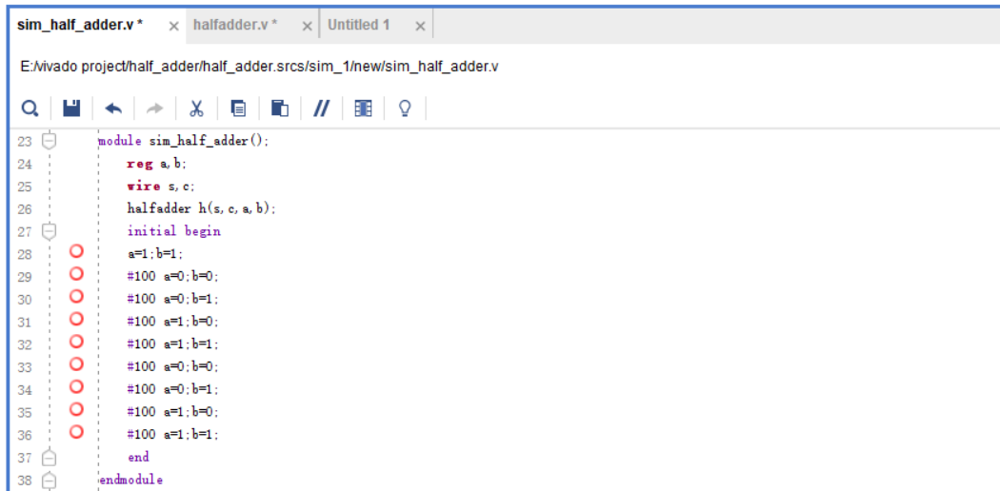 sim_half_adder.v * × halfadder.v * × Untitled 1 ×
E:/vivado project/half_adder/half_adder.srcs/sim_1/new/sim_half_adder.v
23 module sim_half_adder();
24 reg a,b;
25 wire s,c;
26 halfadder h(s,c,a,b);
27 initial begin
28 a=1;b=1;
29 #100 a=0;b=0;
30 #100 a=0;b=1;
31 #100 a=1;b=0;
32 #100 a=1;b=1;
33 #100 a=0;b=0;
34 #100 a=0;b=1;
35 #100 a=1;b=0;
36 #100 a=1;b=1;
37 end
38 endmodule